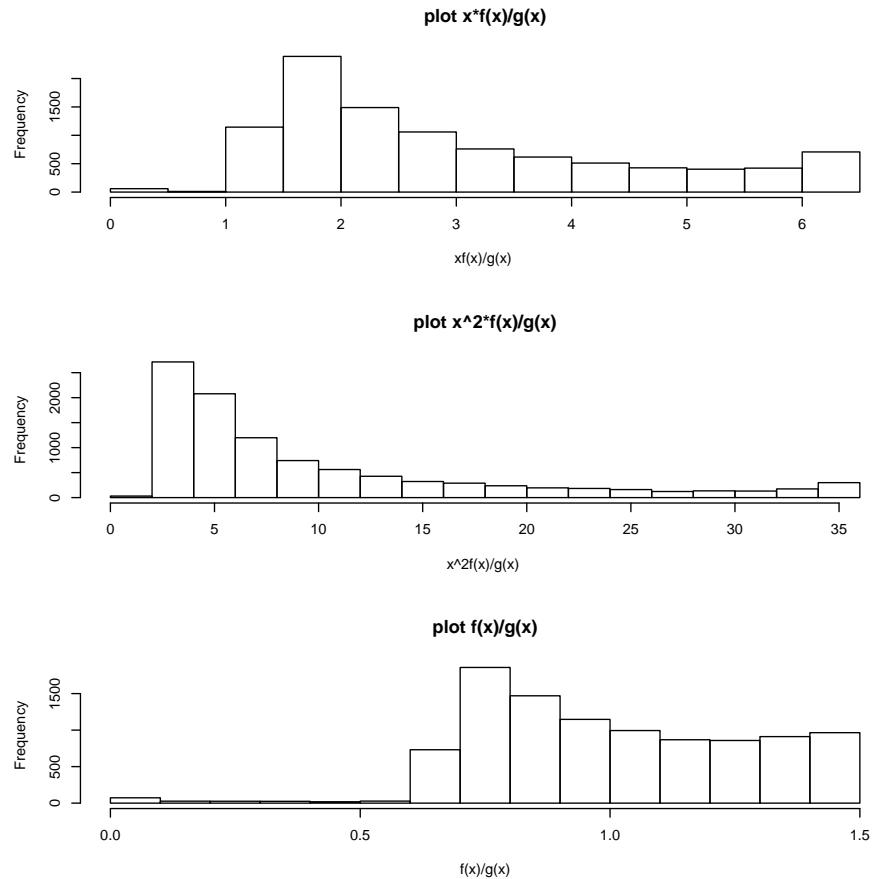 plot x*f(x)/g(x)
Frequency
0 500 1500
0 1 2 3 4 5 6
xf(x)/g(x)
plot x^2*f(x)/g(x)
Frequency
0 1000 2000
0 5 10 15 20 25 30 35
x^2f(x)/g(x)
plot f(x)/g(x)
Frequency
0 500 1500
0.0 0.5 1.0 1.5
f(x)/g(x)